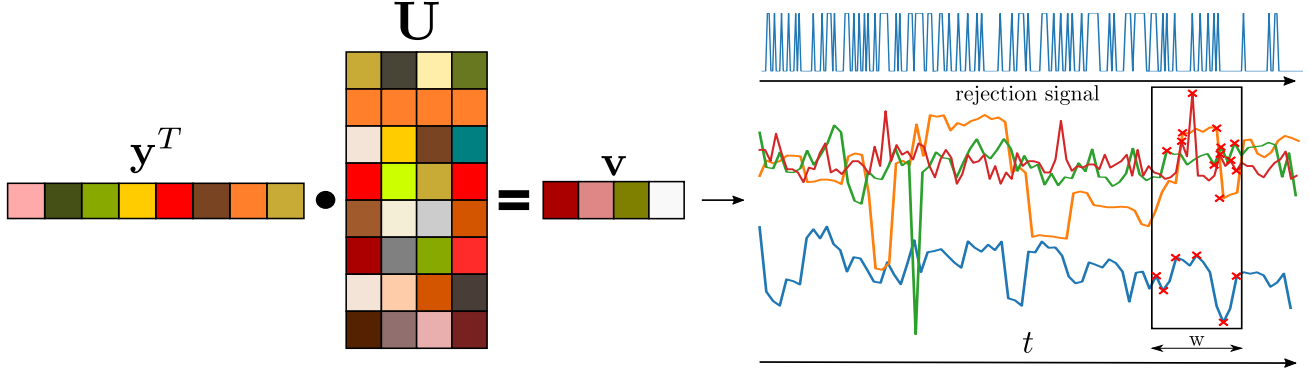 U
y^T
• = v
rejection signal
t
w